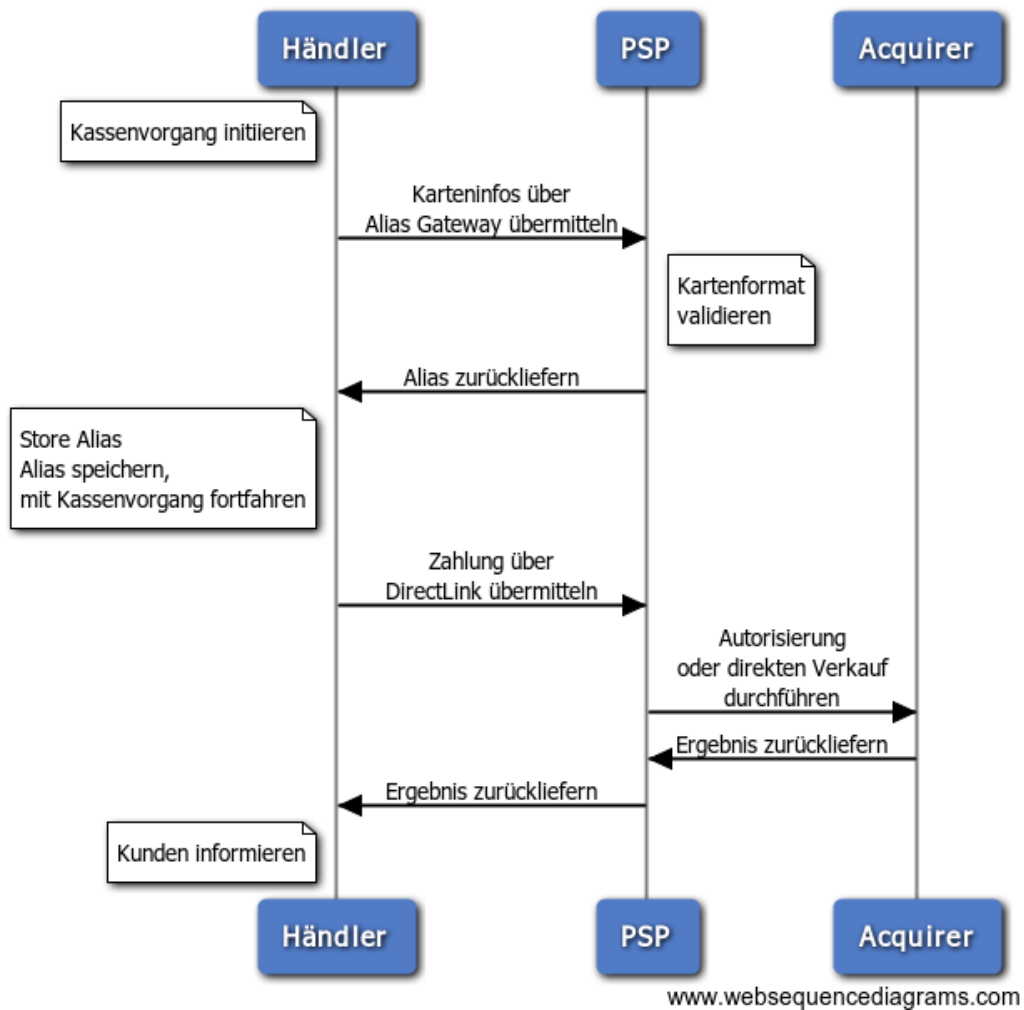 Händler
PSP
Acquirer
Kassenvorgang initiieren
Karteninfos über
Alias Gateway übermitteln
Kartenformat
validieren
Alias zurückliefern
Store Alias
Alias speichern,
mit Kassenvorgang fortfahren
Zahlung über
DirectLink übermitteln
Autorisierung
oder direkten Verkauf
durchführen
Ergebnis zurückliefern
Ergebnis zurückliefern
Kunden informieren
Händler
PSP
Acquirer
www.websequencediagrams.com